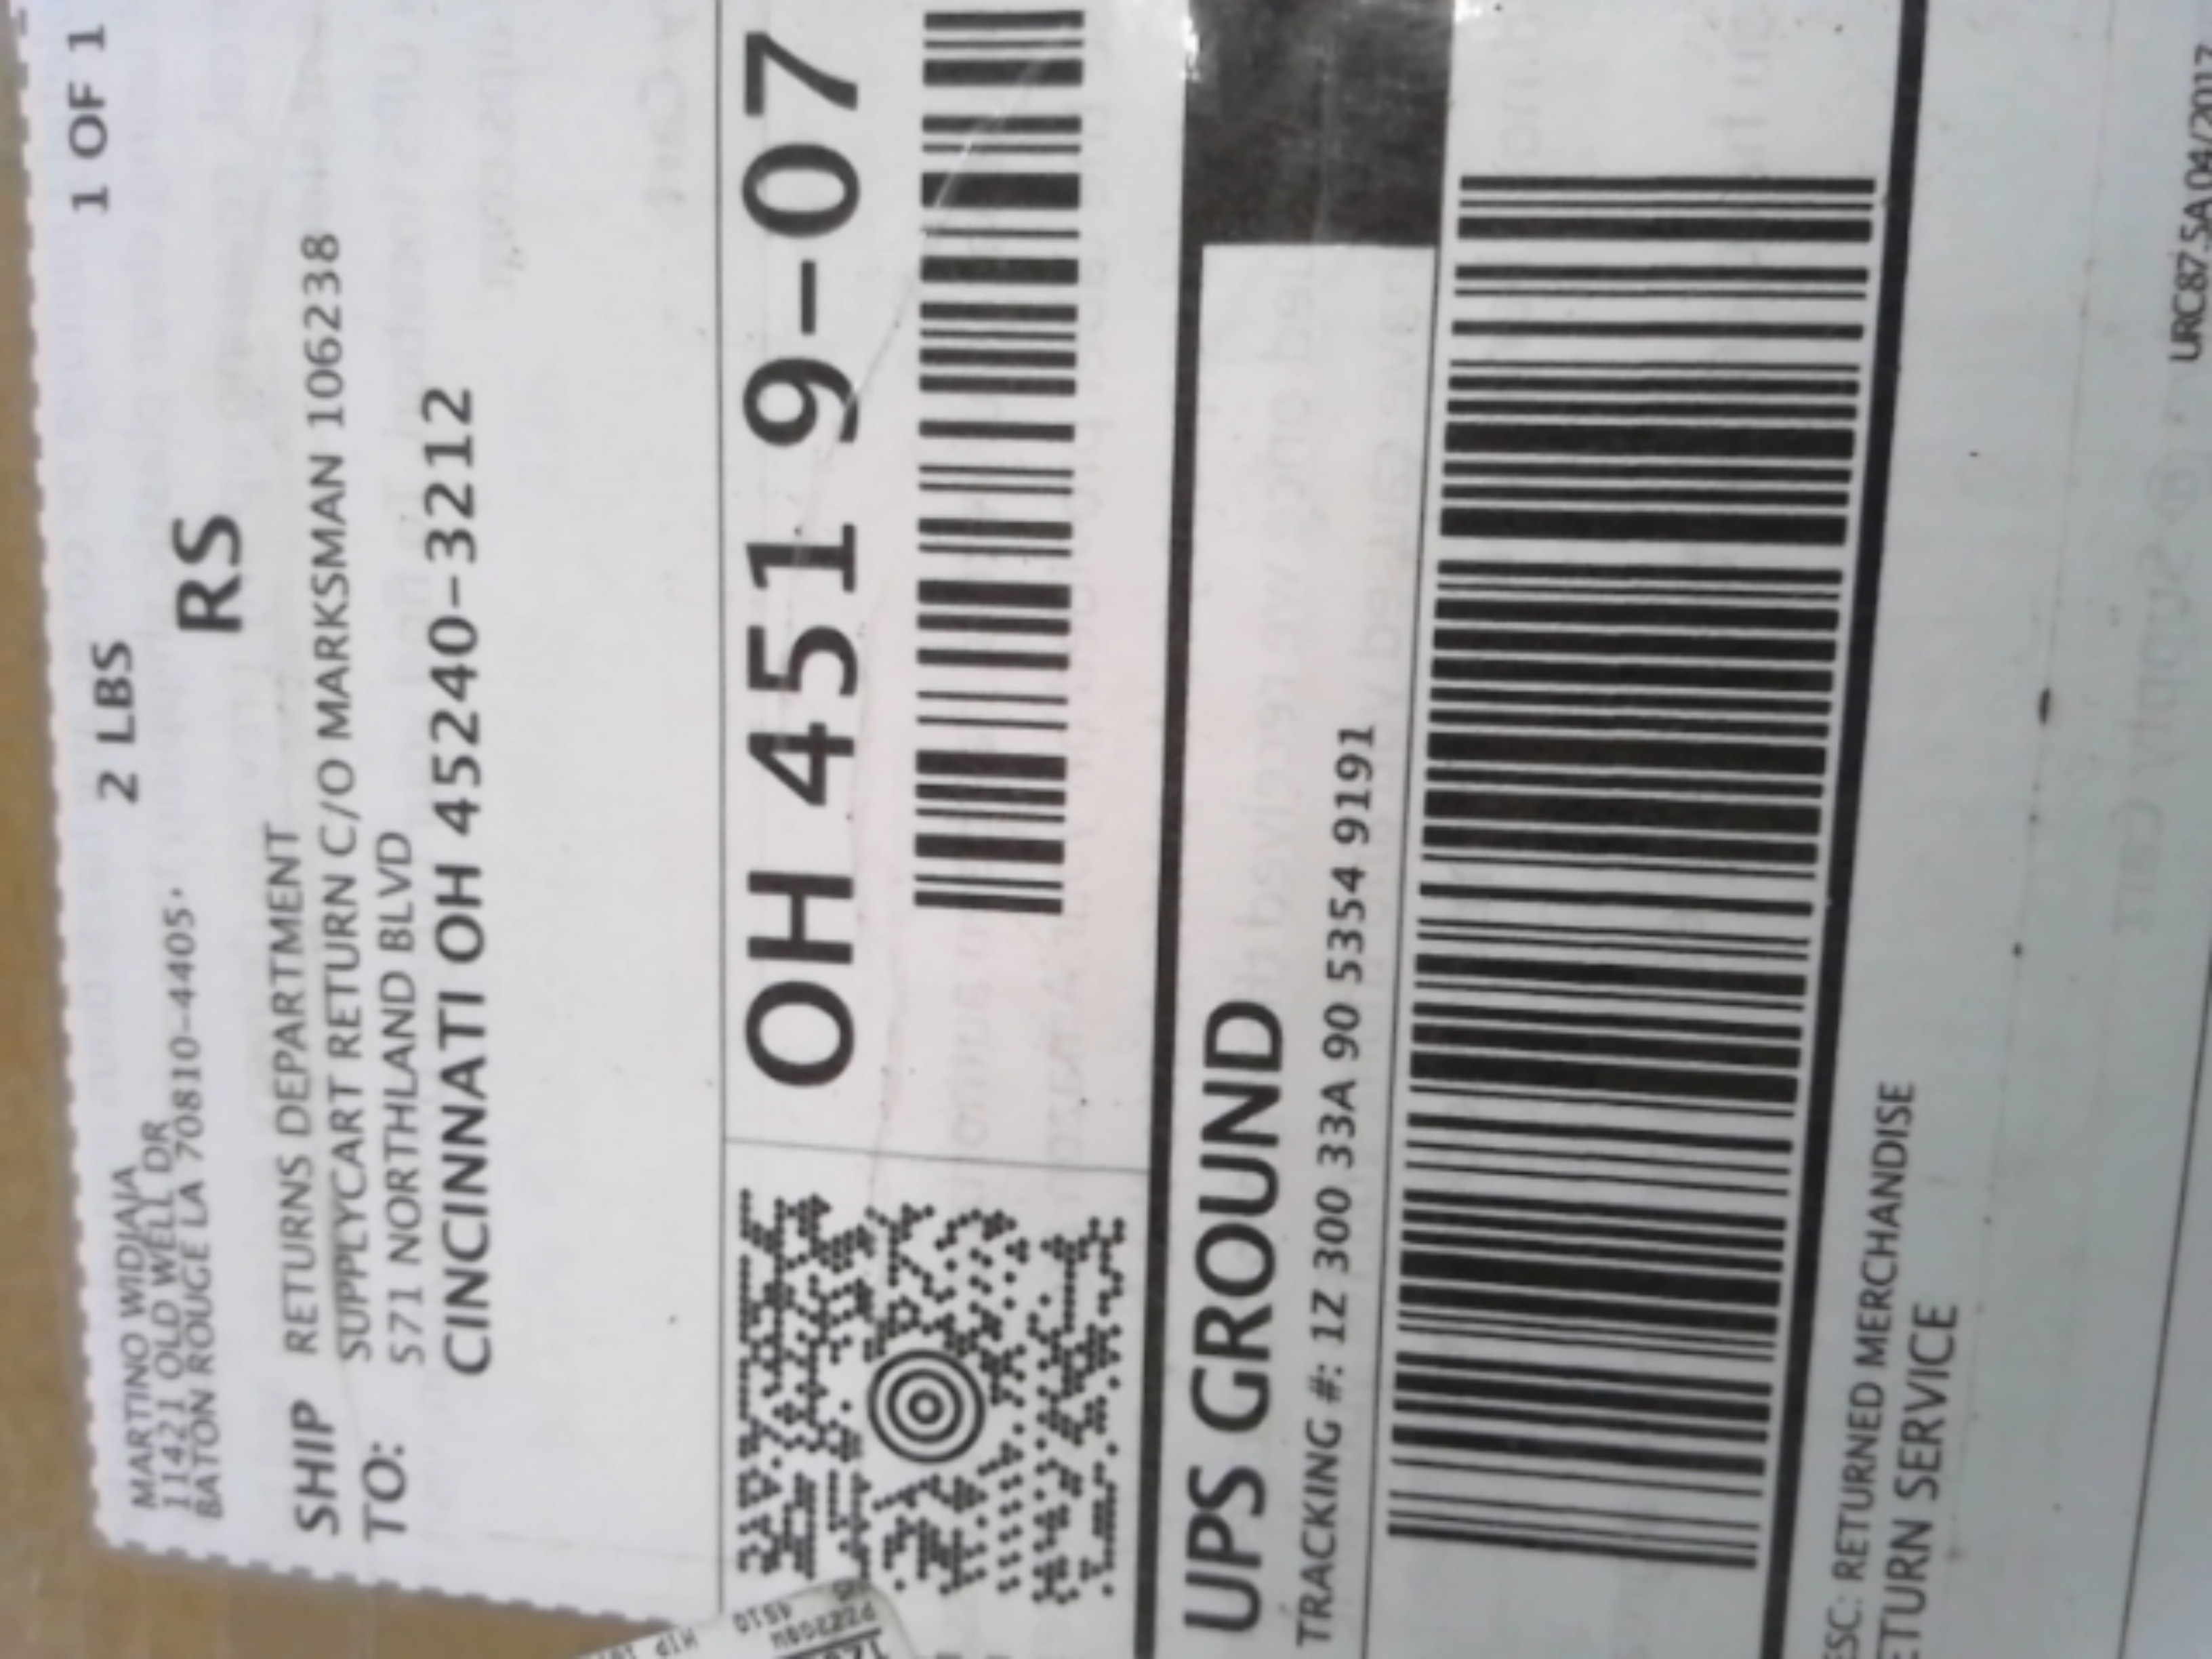 MARTINO WIDJAJA
11421 OLD WELL DR
BATON ROUGE LA 70810-4405
2 LBS
1 OF 1
RS
SHIP TO:
RETURNS DEPARTMENT
SUPPLYCART RETURN C/O MARKSMAN 106238
571 NORTHLAND BLVD
CINCINNATI OH 45240-3212
OH 451 9-07
UPS GROUND
TRACKING #: 1Z 300 33A 90 5354 9191
ESC: RETURNED MERCHANDISE
ETURN SERVICE
URC87.5A 04/2017